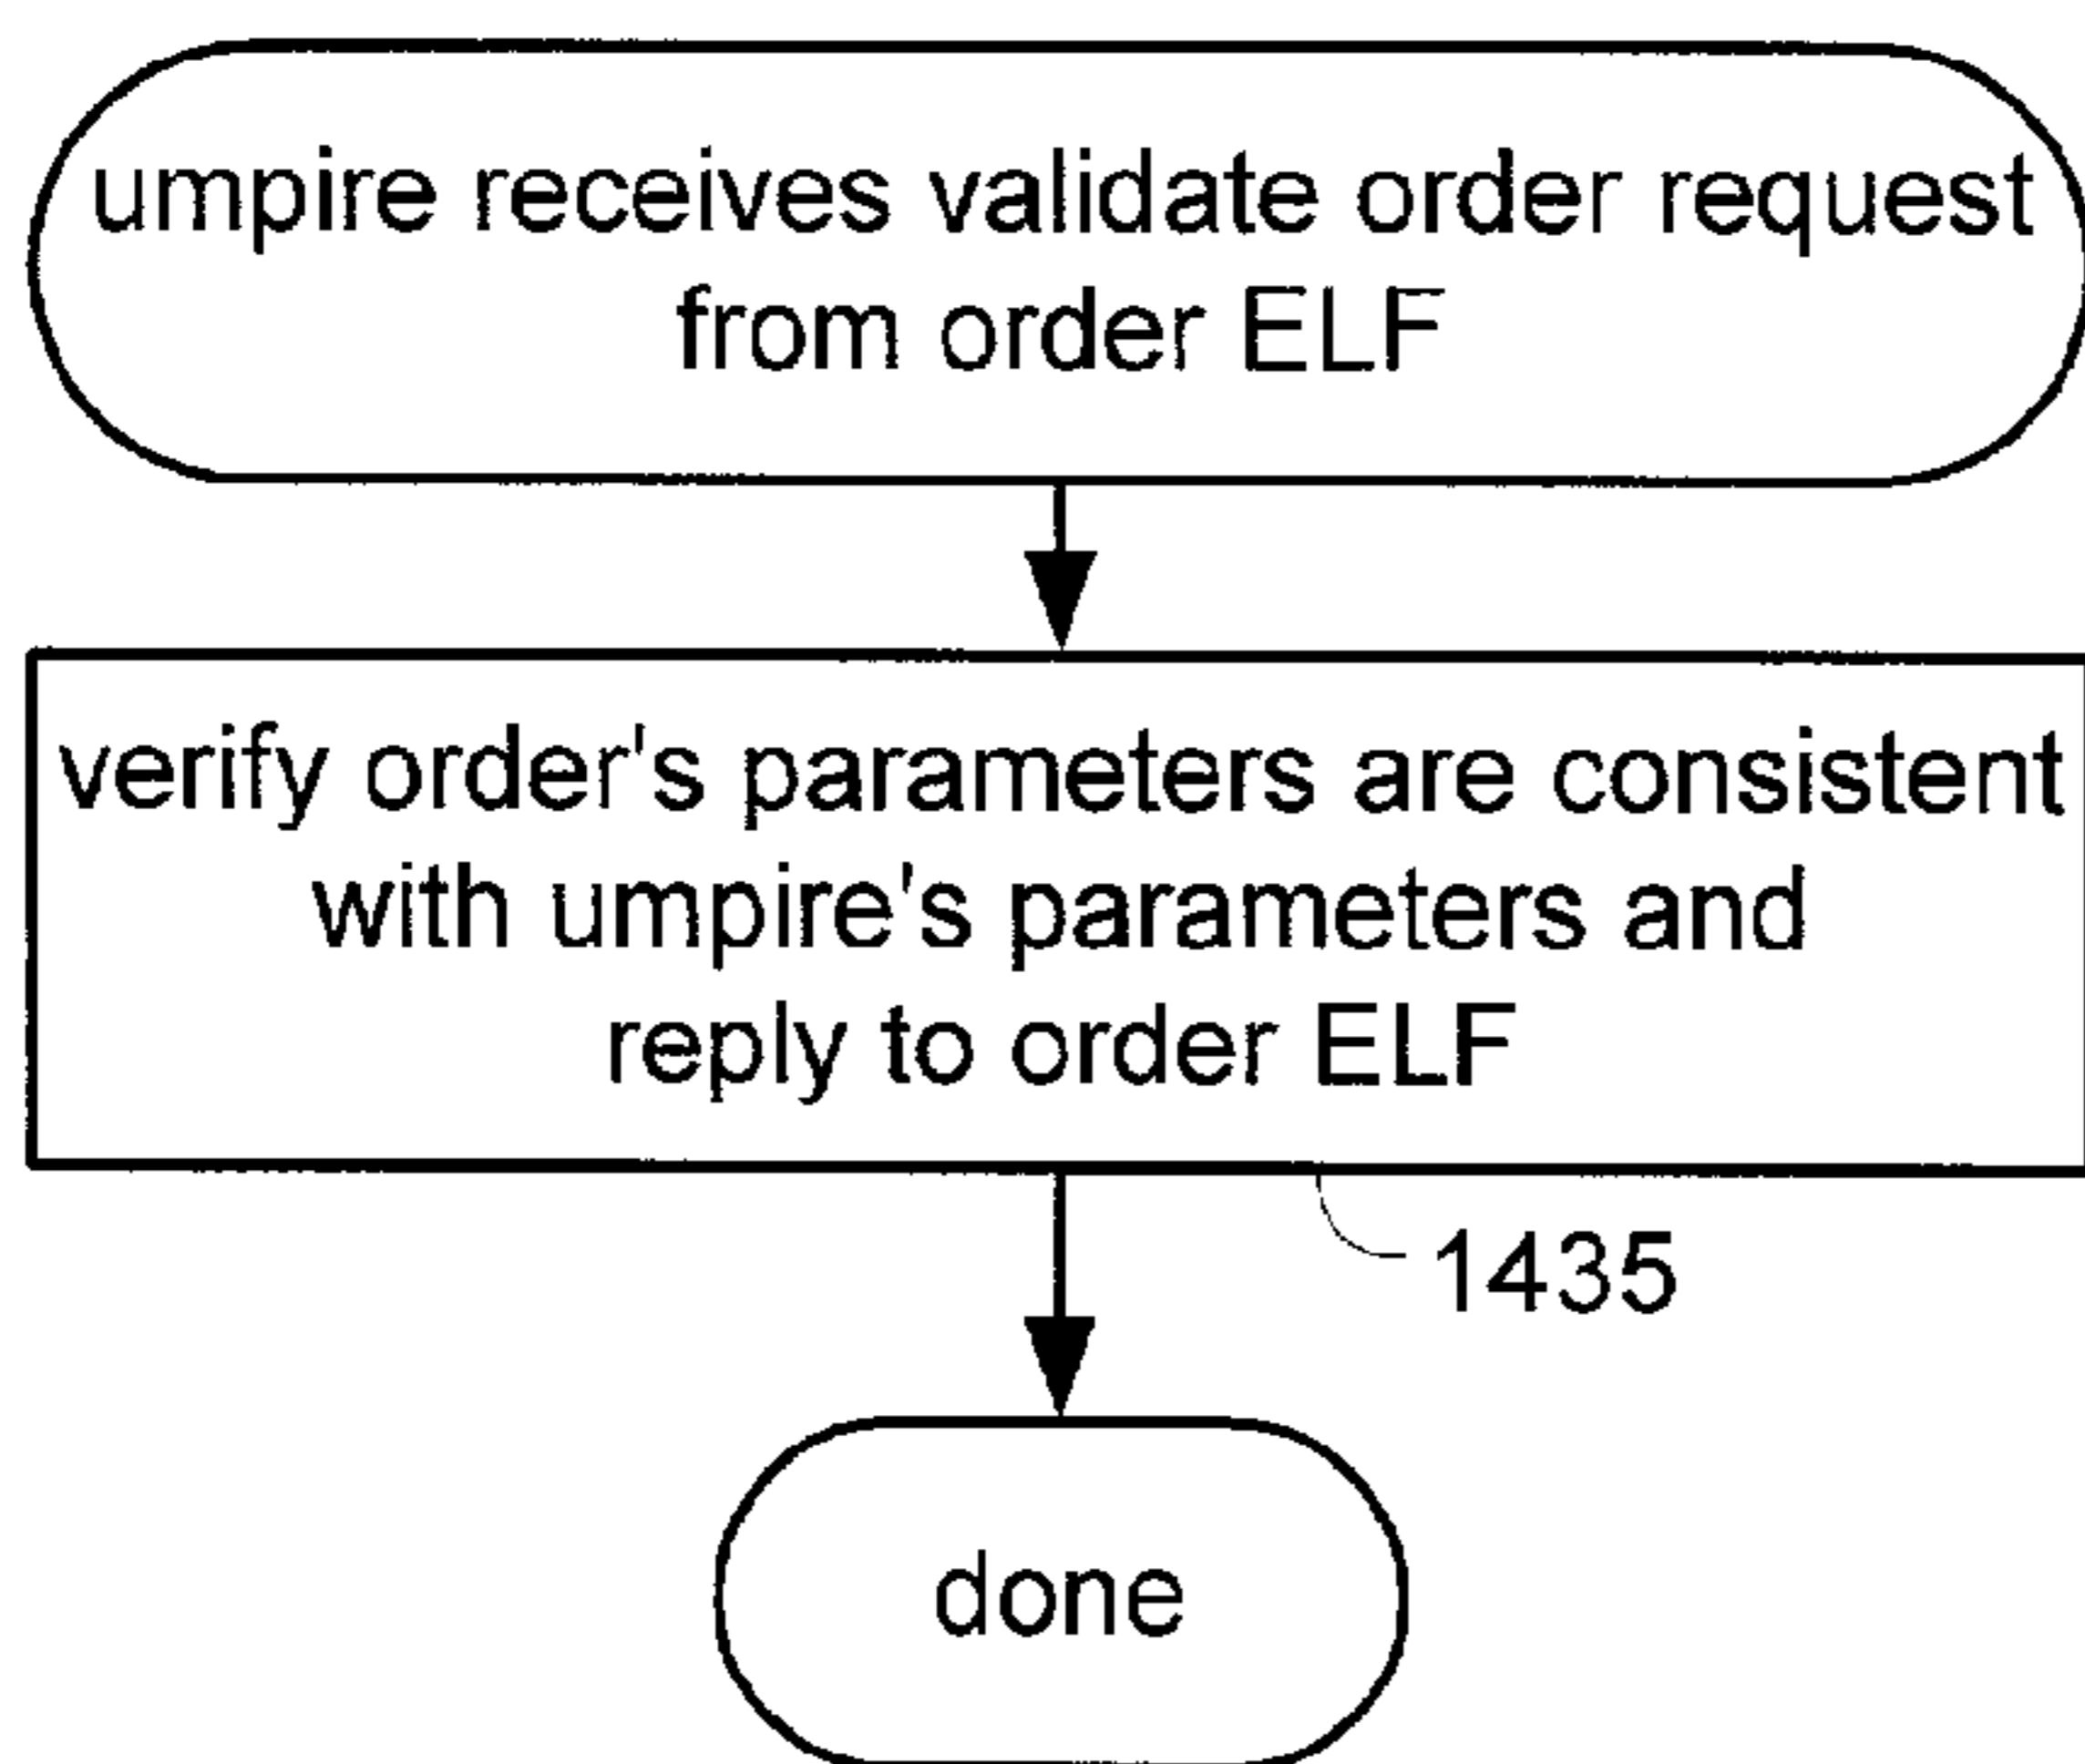 umpire receives validate order request
from order ELF
verify order's parameters are consistent
with umpire's parameters and
reply to order ELF
1435
done